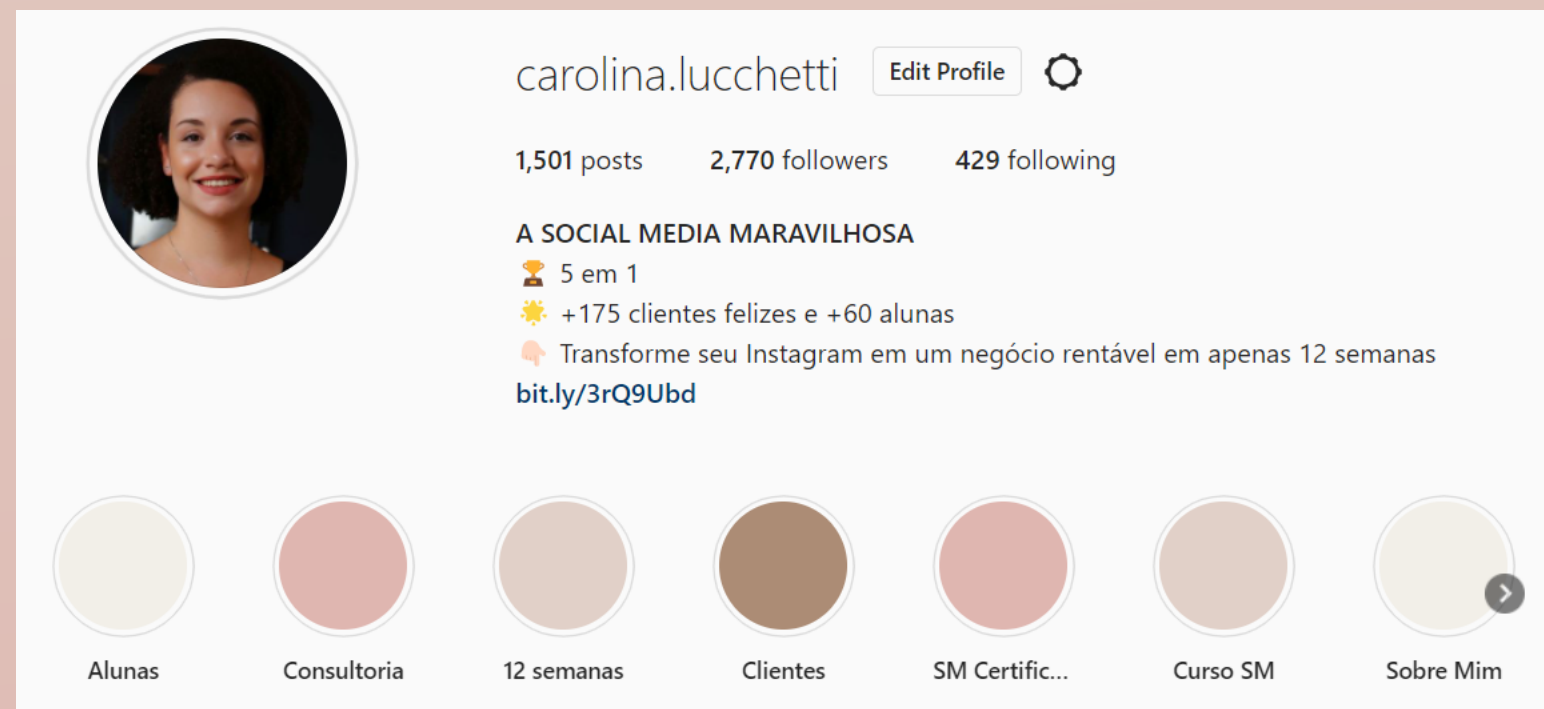 carolina.lucchetti Edit Profile
1,501 posts 2,770 followers 429 following
A SOCIAL MEDIA MARAVILHOSA
🏆 5 em 1
🌟 +175 clientes felizes e +60 alunas
👇🏻 Transforme seu Instagram em um negócio rentável em apenas 12 semanas
bit.ly/3rQ9Ubd
Alunas Consultoria 12 semanas Clientes SM Certific... Curso SM Sobre Mim